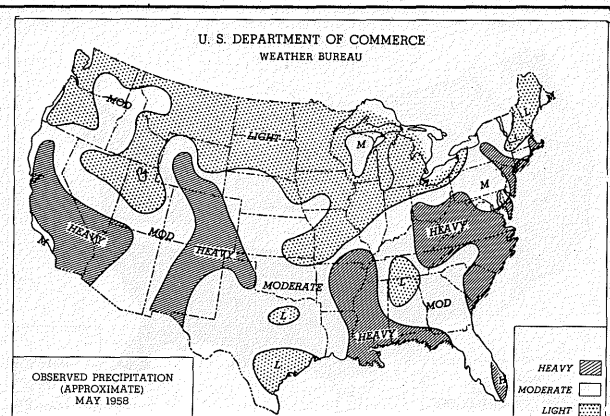 U. S. DEPARTMENT OF COMMERCE
WEATHER BUREAU
MOD
LIGHT
M
L
M
M
M
HEAVY
HEAVY
MOD
HEAVY
M
MODERATE
L
MOD
L
HEAVY
L
H
OBSERVED PRECIPITATION
(APPROXIMATE)
MAY 1958
HEAVY
MODERATE
LIGHT